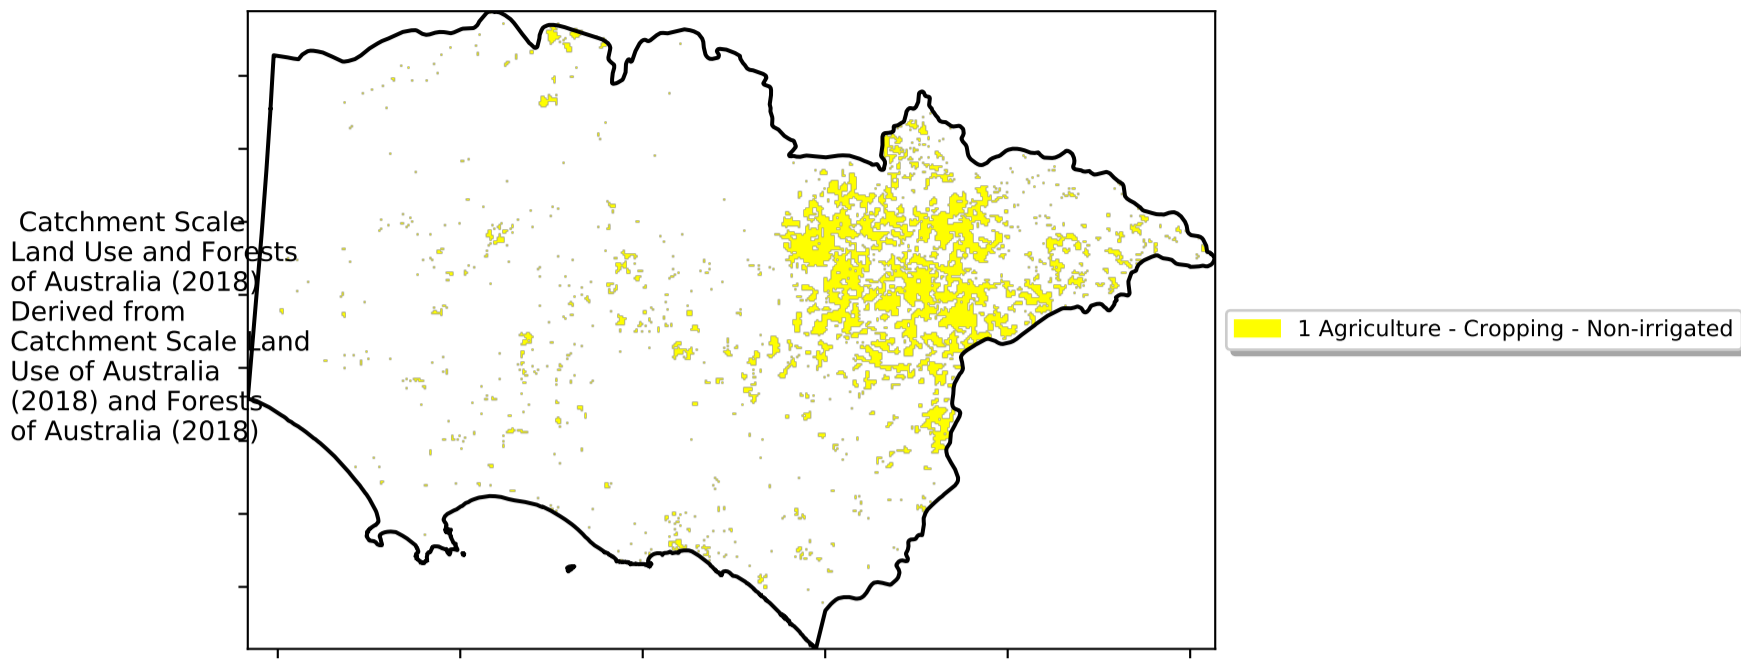 Catchment Scale
Land Use and Forests
of Australia (2018)
Derived from
Catchment Scale Land
Use of Australia
(2018) and Forests
of Australia (2018)
1 Agriculture - Cropping - Non-irrigated